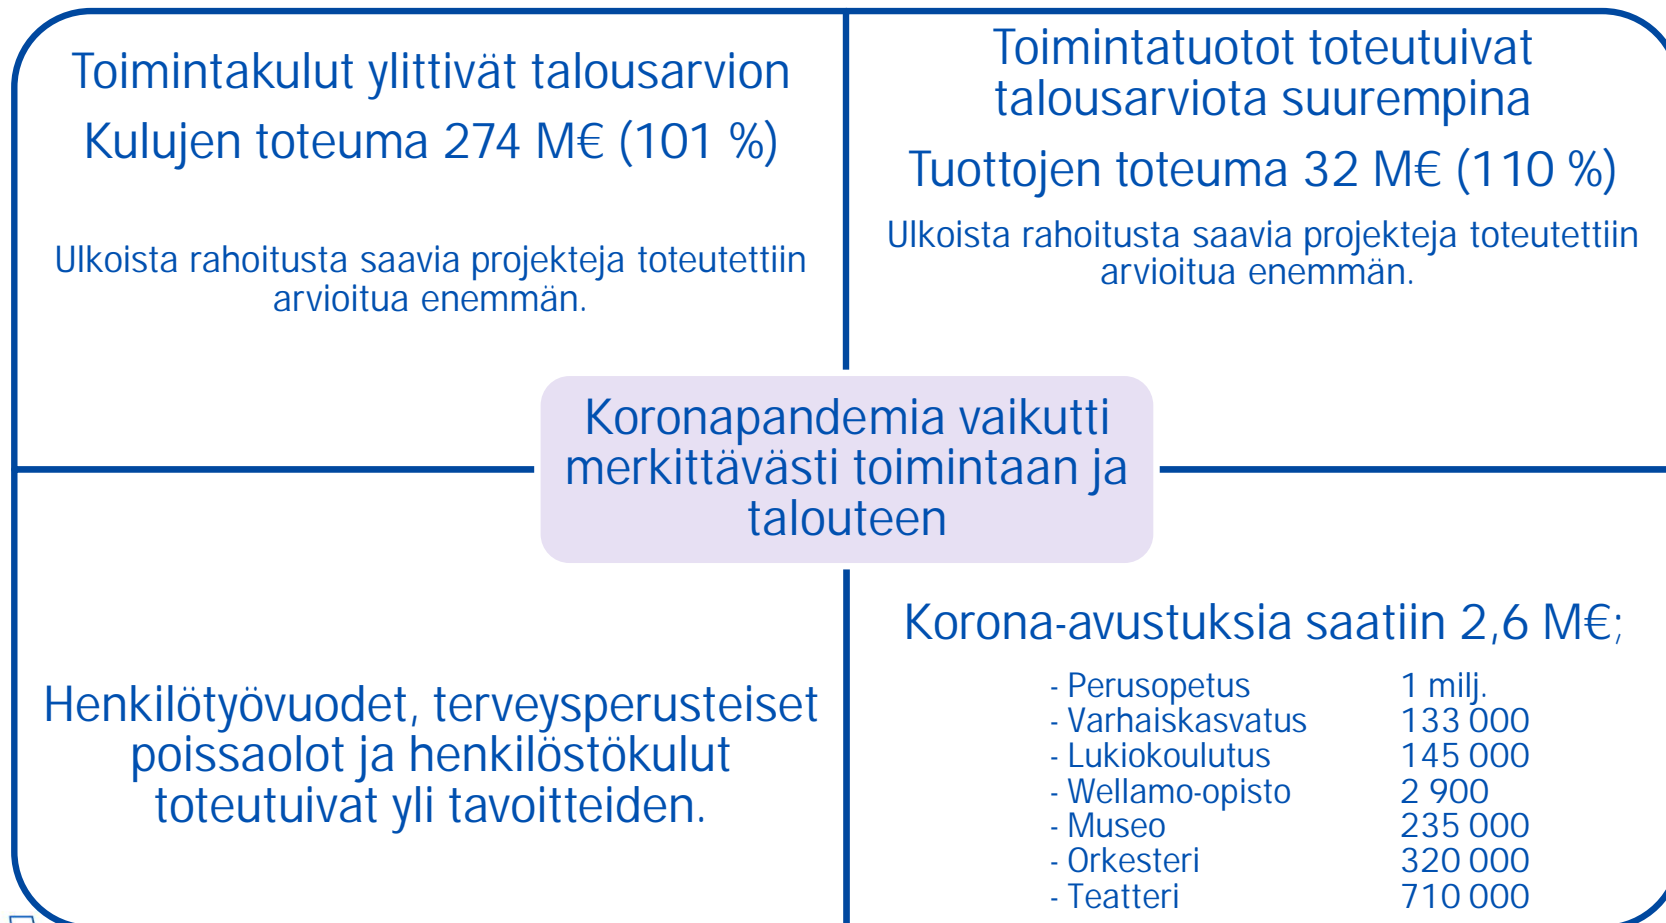 Toimintakulut ylittivät talousarvion
Kulujen toteuma 274 M€ (101 %)
Ulkoista rahoitusta saavia projekteja toteutettiin
arvioitua enemmän.
Toimintatuotot toteutuivat
talousarviota suurempina
Tuottojen toteuma 32 M€ (110 %)
Ulkoista rahoitusta saavia projekteja toteutettiin
arvioitua enemmän.
Koronapandemia vaikutti
merkittävästi toimintaan ja
talouteen
Henkilötyövuodet, terveysperusteiset
poissaolot ja henkilöstökulut
toteutuivat yli tavoitteiden.
Korona-avustuksia saatiin 2,6 M€;
- Perusopetus 1 milj.
- Varhaiskasvatus 133 000
- Lukiokoulutus 145 000
- Wellamo-opisto 2 900
- Museo 235 000
- Orkesteri 320 000
- Teatteri 710 000